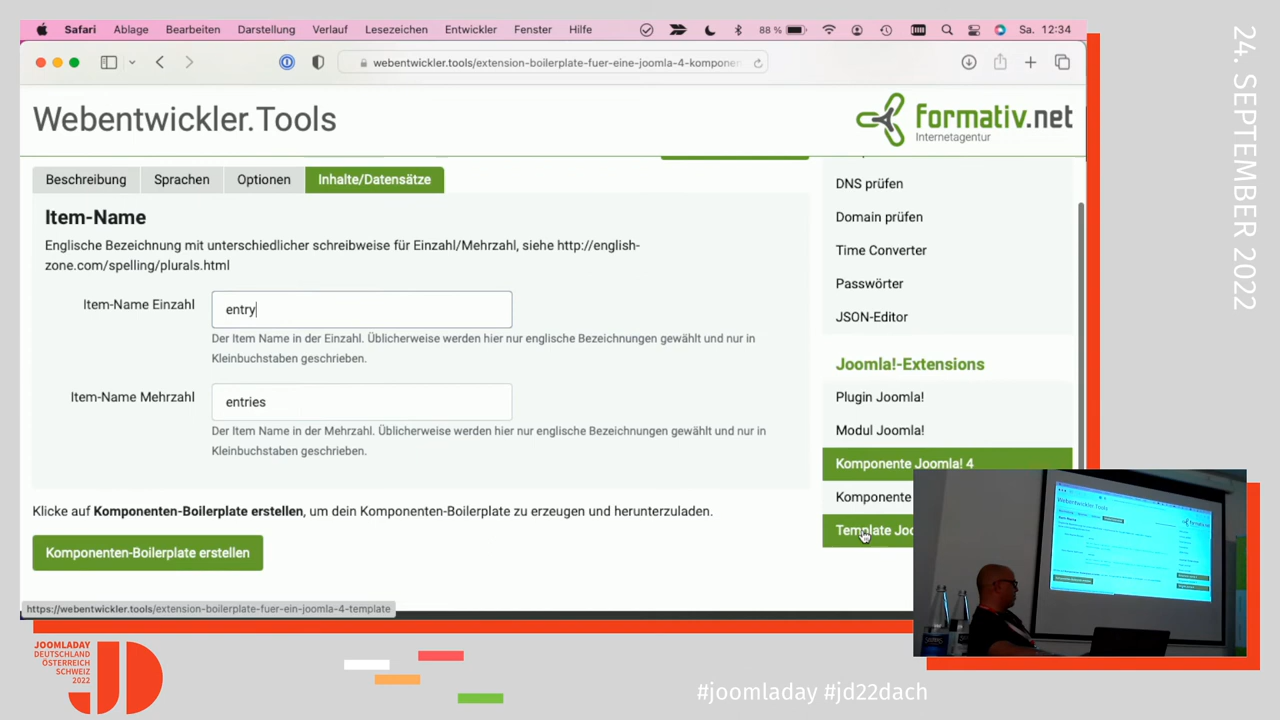 Safari Ablage Bearbeiten Darstellung Verlauf Lesezeichen Entwickler Fenster Hilfe 88 % Sa. 12:34
webentwickler.tools/extension-boilerplate-fuer-eine-joomla-4-kompone
Webentwickler.Tools
formativ.net
Internetagentur
Beschreibung Sprachen Optionen Inhalte/Datensätze
Item-Name
Englische Bezeichnung mit unterschiedlicher schreibweise für Einzahl/Mehrzahl, siehe http://english-
zone.com/spelling/plurals.html
Item-Name Einzahl
entry
Der Item Name in der Einzahl. Üblicherweise werden hier nur englische Bezeichnungen gewählt und nur in
Kleinbuchstaben geschrieben.
Item-Name Mehrzahl
entries
Der Item Name in der Mehrzahl. Üblicherweise werden hier nur englische Bezeichnungen gewählt und nur in
Kleinbuchstaben geschrieben.
Klicke auf Komponenten-Boilerplate erstellen, um dein Komponenten-Boilerplate zu erzeugen und herunterzuladen.
Komponenten-Boilerplate erstellen
https://webentwickler.tools/extension-boilerplate-fuer-ein-joomla-4-template
DNS prüfen
Domain prüfen
Time Converter
Passwörter
JSON-Editor
Joomla!-Extensions
Plugin Joomla!
Modul Joomla!
Komponente Joomla! 4
Komponente
Template Joo
24. SEPTEMBER 2022
JOOMLADAY
DEUTSCHLAND
ÖSTERREICH
SCHWEIZ
2022
JD
#joomladay #jd22dach